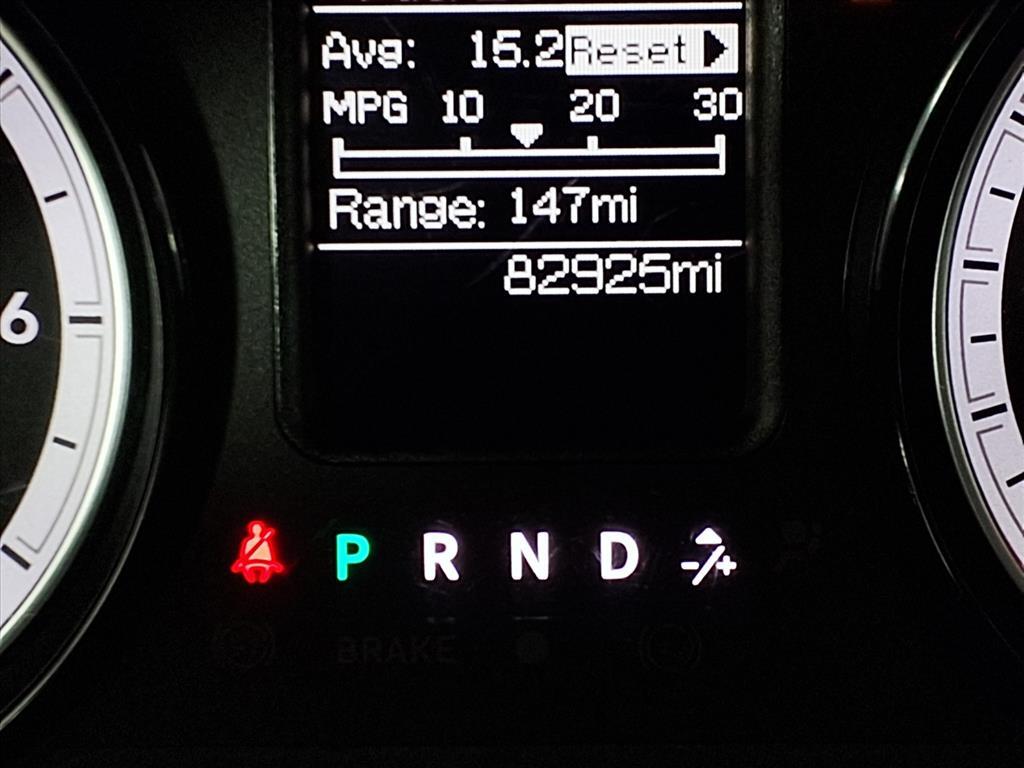 Avg: 15.2 Reset
MPG 10 20 30
Range: 147mi
82925mi
6
P R N D -/+
BRAKE